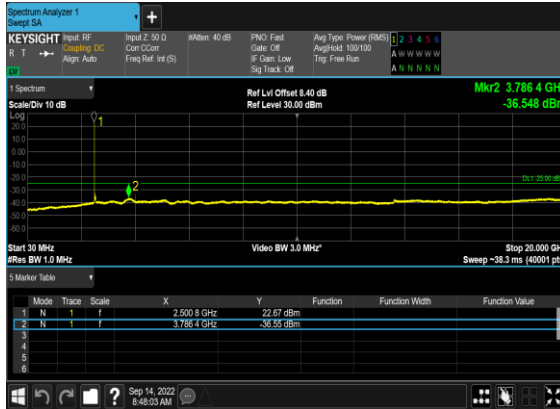 Spectrum Analyzer 1
Swept SA
+
KEYSIGHT Input: RF Input Z: 50 Ω #Atten: 40 dB PNO: Fast Avg Type: Power (RMS) 1 2 3 4 5 6
R T Coupling: DC Corr CCorr Gate: Off Avg|Hold: 100/100 A W W W W W
Align: Auto Freq Ref: Int (S) IF Gain: Low Trig: Free Run
LU Sig Track: Off A N N N N N
1 Spectrum
Ref Lvl Offset 8.40 dB Mkr2 3.786 4 GHz
Scale/Div 10 dB Ref Level 30.00 dBm -36.548 dBm
Log
1
20.0
10.0
0.00
-10.0
-20.0
DL1 -25.00 dB
-30.0
2
-40.0
-50.0
-60.0
Start 30 MHz Video BW 3.0 MHz* Stop 20.000 GH
#Res BW 1.0 MHz Sweep ~38.3 ms (40001 pts
5 Marker Table
Mode Trace Scale X Y Function Function Width Function Value
1 N 1 f 2.500 8 GHz 22.67 dBm
2 N 1 f 3.786 4 GHz -36.55 dBm
3
4
5
6
? Sep 14, 2022
8:48:03 AM